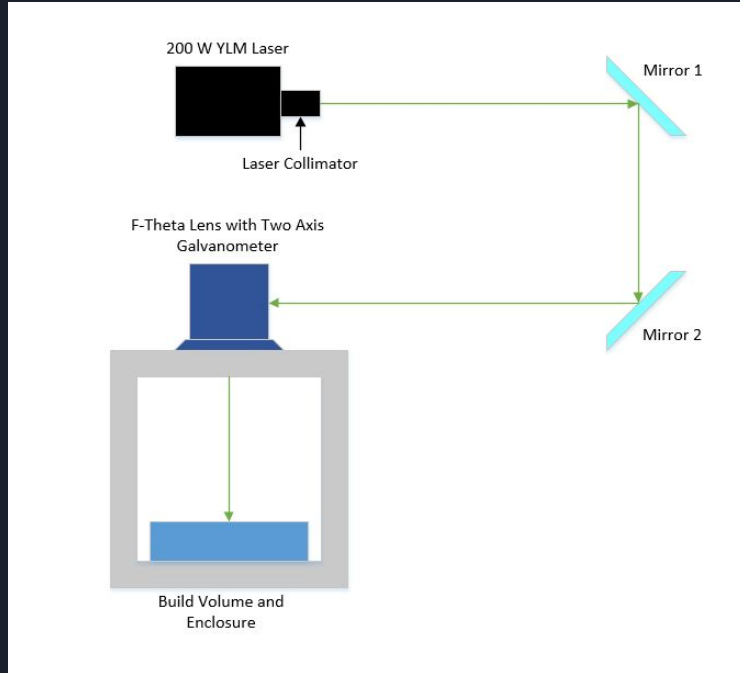 200 W YLM Laser
Mirror 1
Laser Collimator
F-Theta Lens with Two Axis
Galvanometer
Mirror 2
Build Volume and
Enclosure